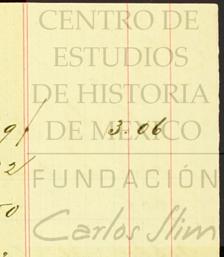 CENTRO DE
ESTUDIOS
DE HISTORIA
DE MÉXICO
3.06
FUNDACIÓN
Carlos Slim